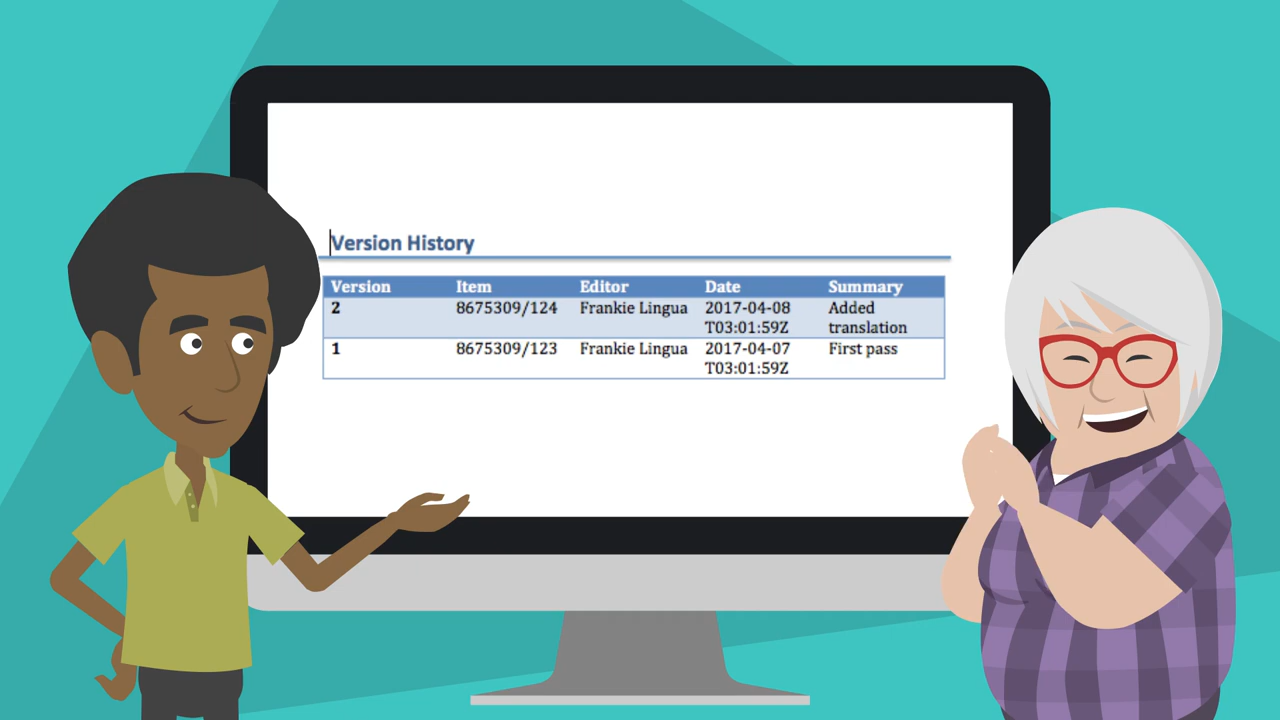 Version History
Version Item Editor Date Summary
2 8675309/124 Frankie Lingua 2017-04-08 Added
T03:01:59Z translation
1 8675309/123 Frankie Lingua 2017-04-07 First pass
T03:01:59Z